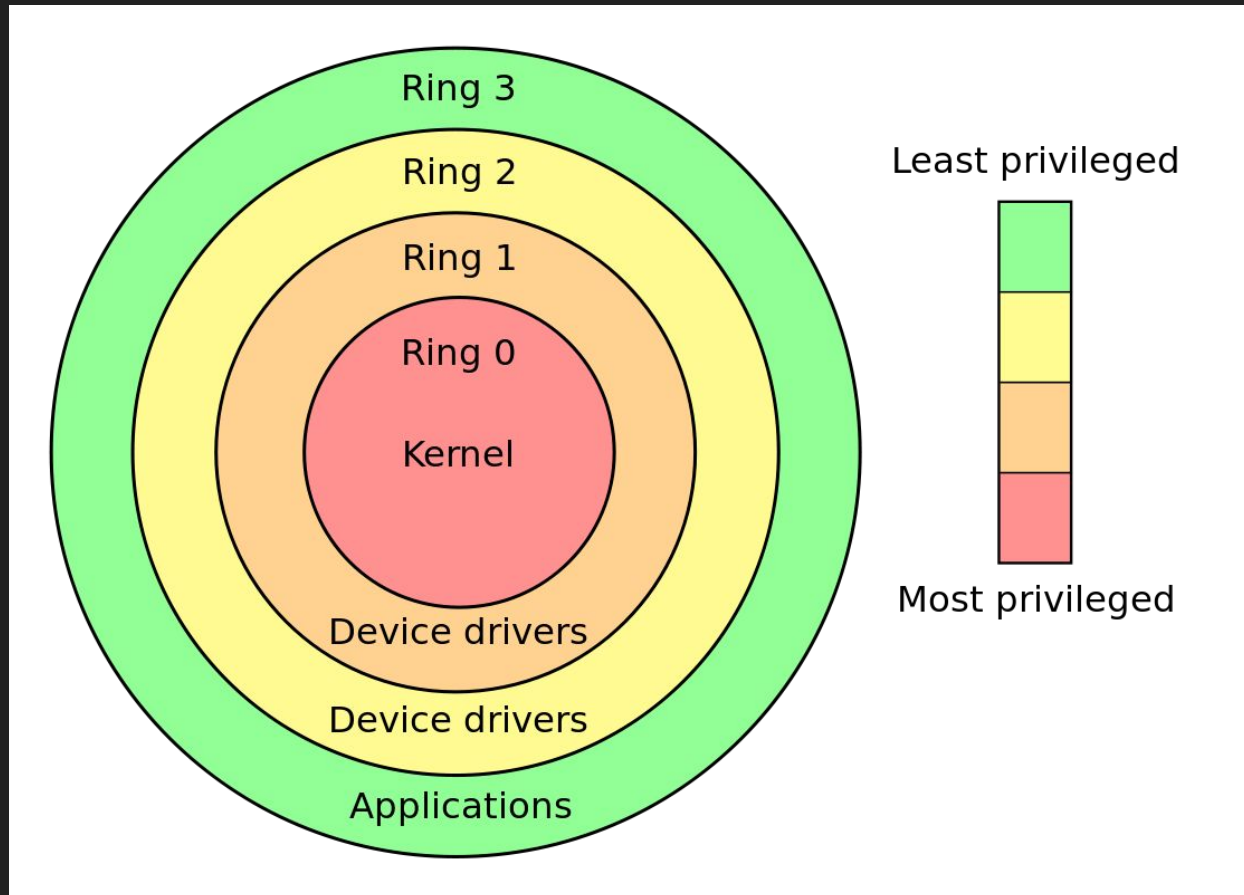 Ring 3
Ring 2
Ring 1
Ring 0
Kernel
Device drivers
Device drivers
Applications
Least privileged
Most privileged